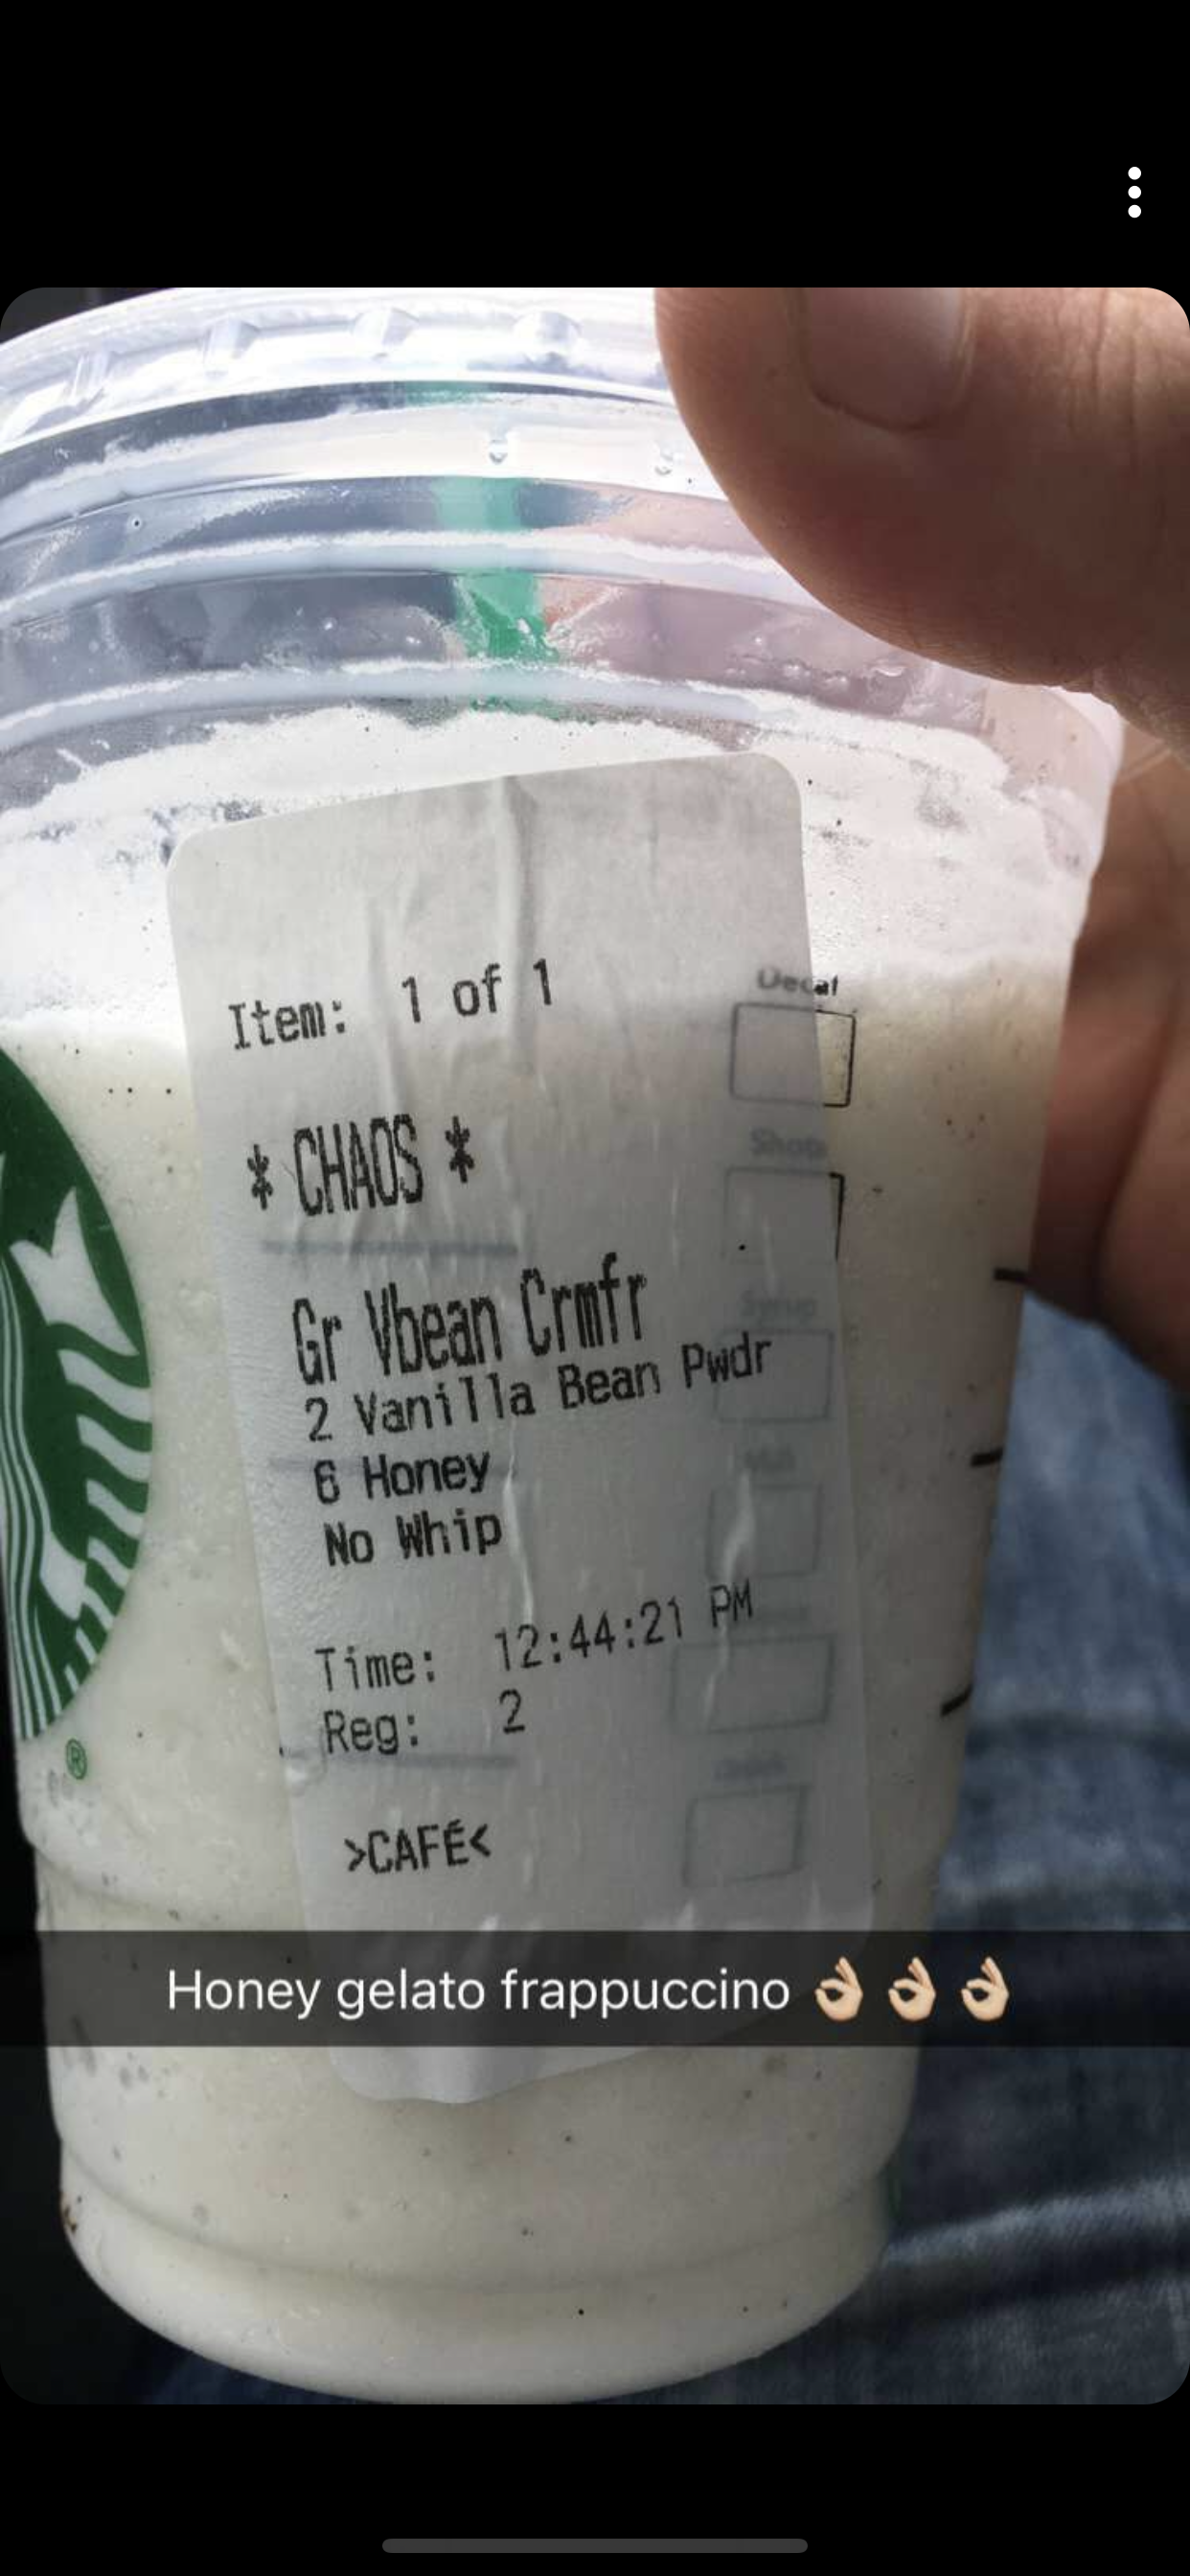 Decaf
Item: 1 of 1
* CHAOS *
Shots
Gr Vbean Crmfr
Syrup
2 Vanilla Bean Pwdr
6 Honey
No Whip
Time: 12:44:21 PM
Reg: 2
>CAFÉ<
®
Honey gelato frappuccino 👌🏼👌🏼👌🏼